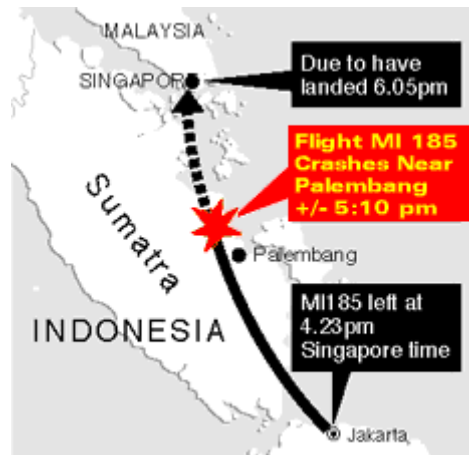 MALAYSIA
SINGAPOR
Due to have
landed 6.05pm
Flight MI 185
Crashes Near
Palembang
+/- 5:10 pm
Sumatra
Palembang
INDONESIA
MI185 left at
4.23pm
Singapore time
Jakarta